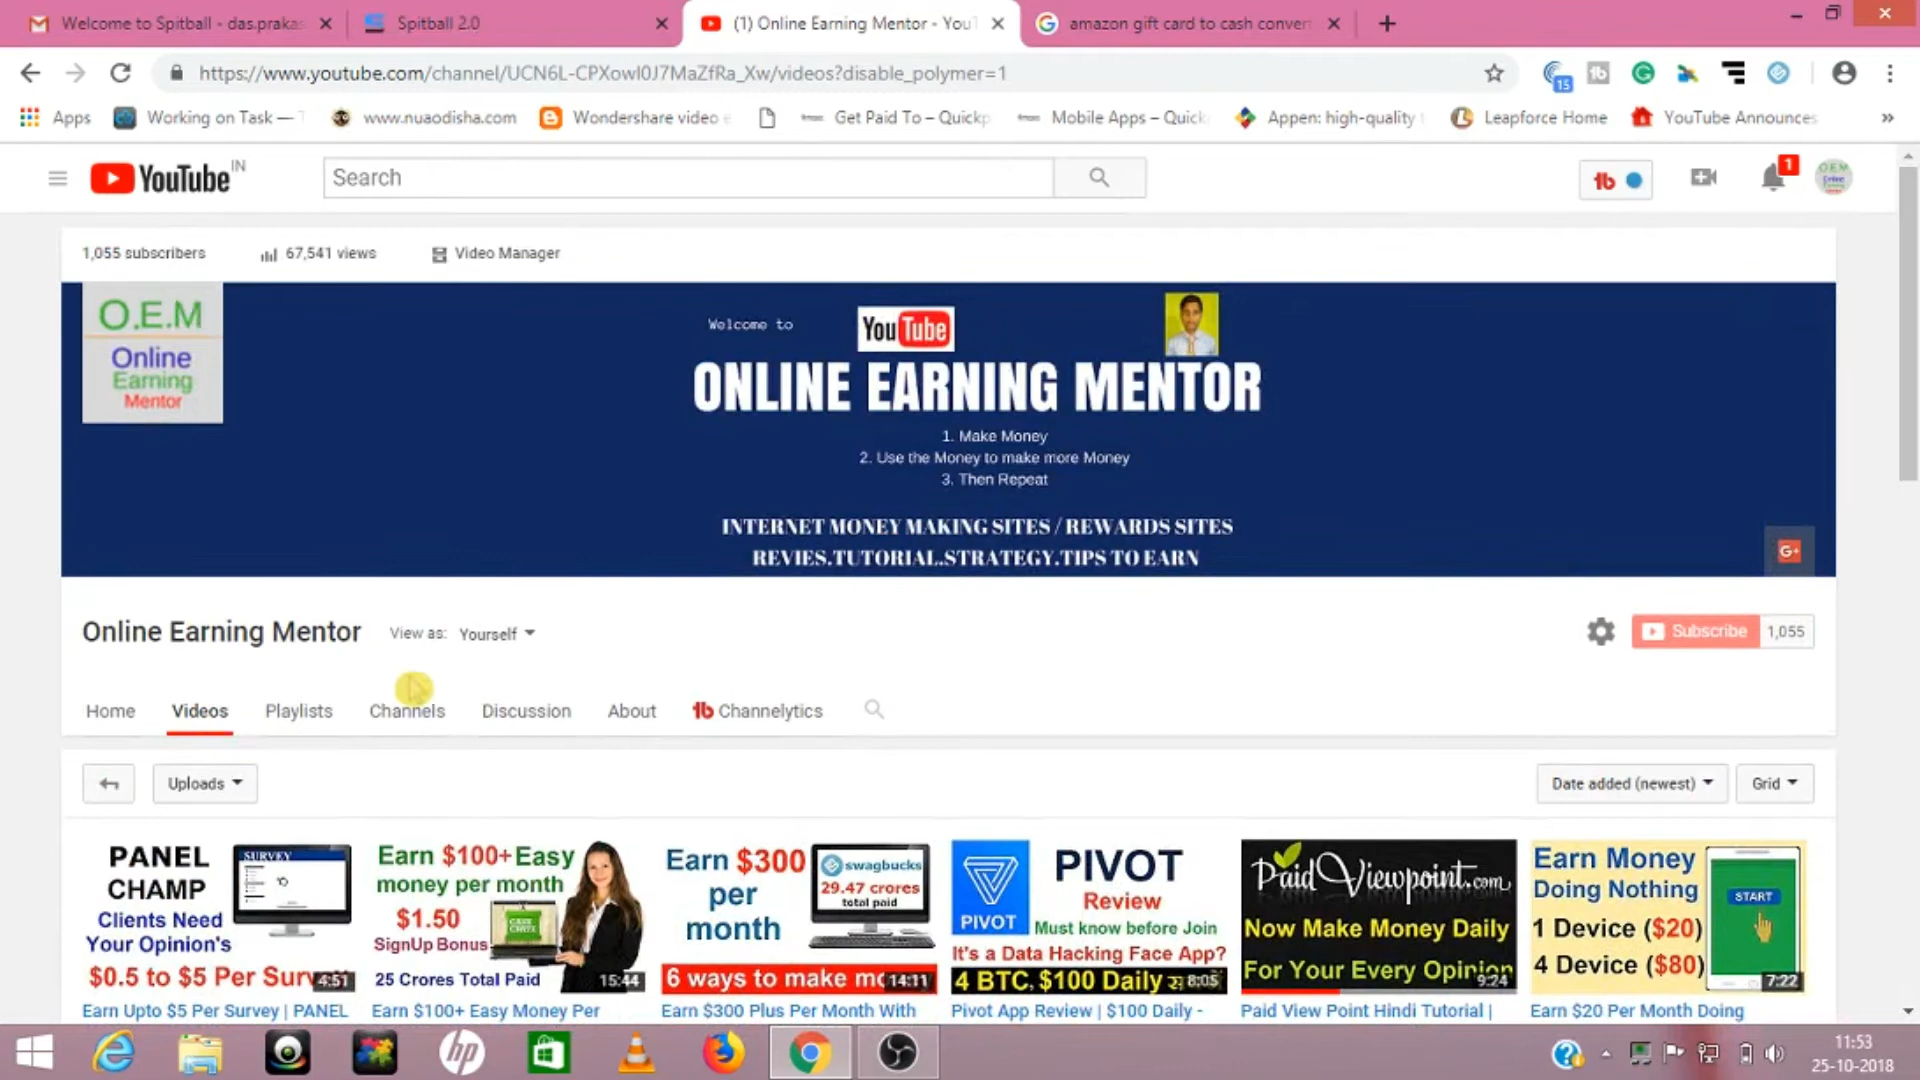 Welcome to Spitball - das.prakas
Spitball 2.0
(1) Online Earning Mentor - YouT
amazon gift card to cash convert
https://www.youtube.com/channel/UCN6L-CPXowl0J7MaZfRa_Xw/videos?disable_polymer=1
15
Apps
Working on Task —
www.nuaodisha.com
Wondershare video e
Get Paid To – Quickp
Mobile Apps – Quick
Appen: high-quality
Leapforce Home
YouTube Announces
»
YouTube IN
Search
1
1,055 subscribers
67,541 views
Video Manager
O.E.M
Online
Earning
Mentor
Welcome to
YouTube
ONLINE EARNING MENTOR
1. Make Money
2. Use the Money to make more Money
3. Then Repeat
INTERNET MONEY MAKING SITES / REWARDS SITES
REVIES.TUTORIAL.STRATEGY.TIPS TO EARN
G+
Online Earning Mentor
View as: Yourself
Subscribe 1,055
Home
Videos
Playlists
Channels
Discussion
About
Channelytics
Uploads
Date added (newest)
Grid
PANEL
CHAMP
SURVEY
Clients Need
Your Opinion's
$0.5 to $5 Per Surv
4:51
Earn Upto $5 Per Survey | PANEL
Earn $100+ Easy
money per month
$1.50
SignUp Bonus
25 Crores Total Paid
15:44
Earn $100+ Easy Money Per
Earn $300
per
month
swagbucks
29.47 crores
total paid
6 ways to make mo
14:11
Earn $300 Plus Per Month With
PIVOT
PIVOT
Review
Must know before Join
It's a Data Hacking Face App?
4 BTC, $100 Daily
8:05
Pivot App Review | $100 Daily -
PaidViewpoint.com
Now Make Money Daily
For Your Every Opinion
9:24
Paid View Point Hindi Tutorial |
Earn Money
Doing Nothing
1 Device ($20)
4 Device ($80)
START
7:22
Earn $20 Per Month Doing
hp
11:53
25-10-2018